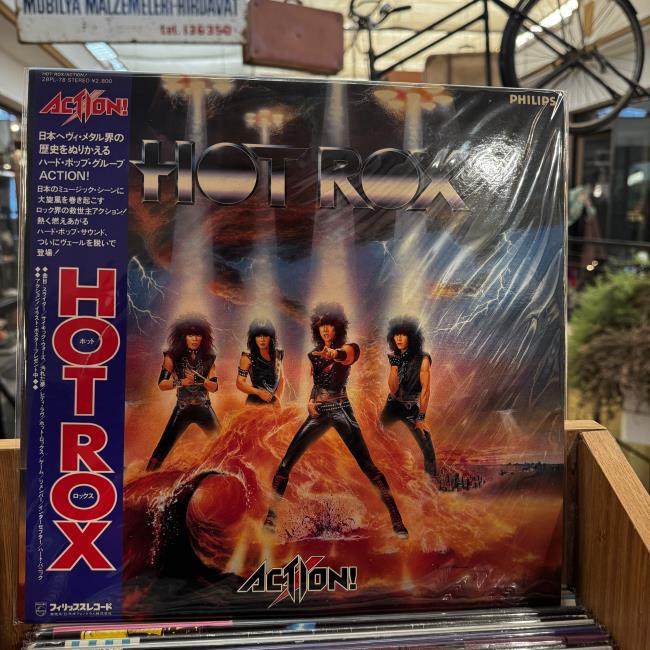 MOBİLYA MALZEMELERİ-HIRDAVAT
tel. 136350
HOT ROX/ACTION!
28PL-78 STEREO ¥2,800
ACTION!
日本ヘヴィ・メタル界の
歴史をぬりかえる
ハード・ポップ・グループ
ACTION!
日本のミュージック・シーンに
大旋風を巻き起こす
ロック界の救世主アクション!
熱く燃えあがる
ハード・ポップ・サウンド、
ついにヴェールを脱いで
登場!
HOT ROX
ホット
ロックス
フィリップスレコード
PHILIPS
HOT ROX
ACTION!